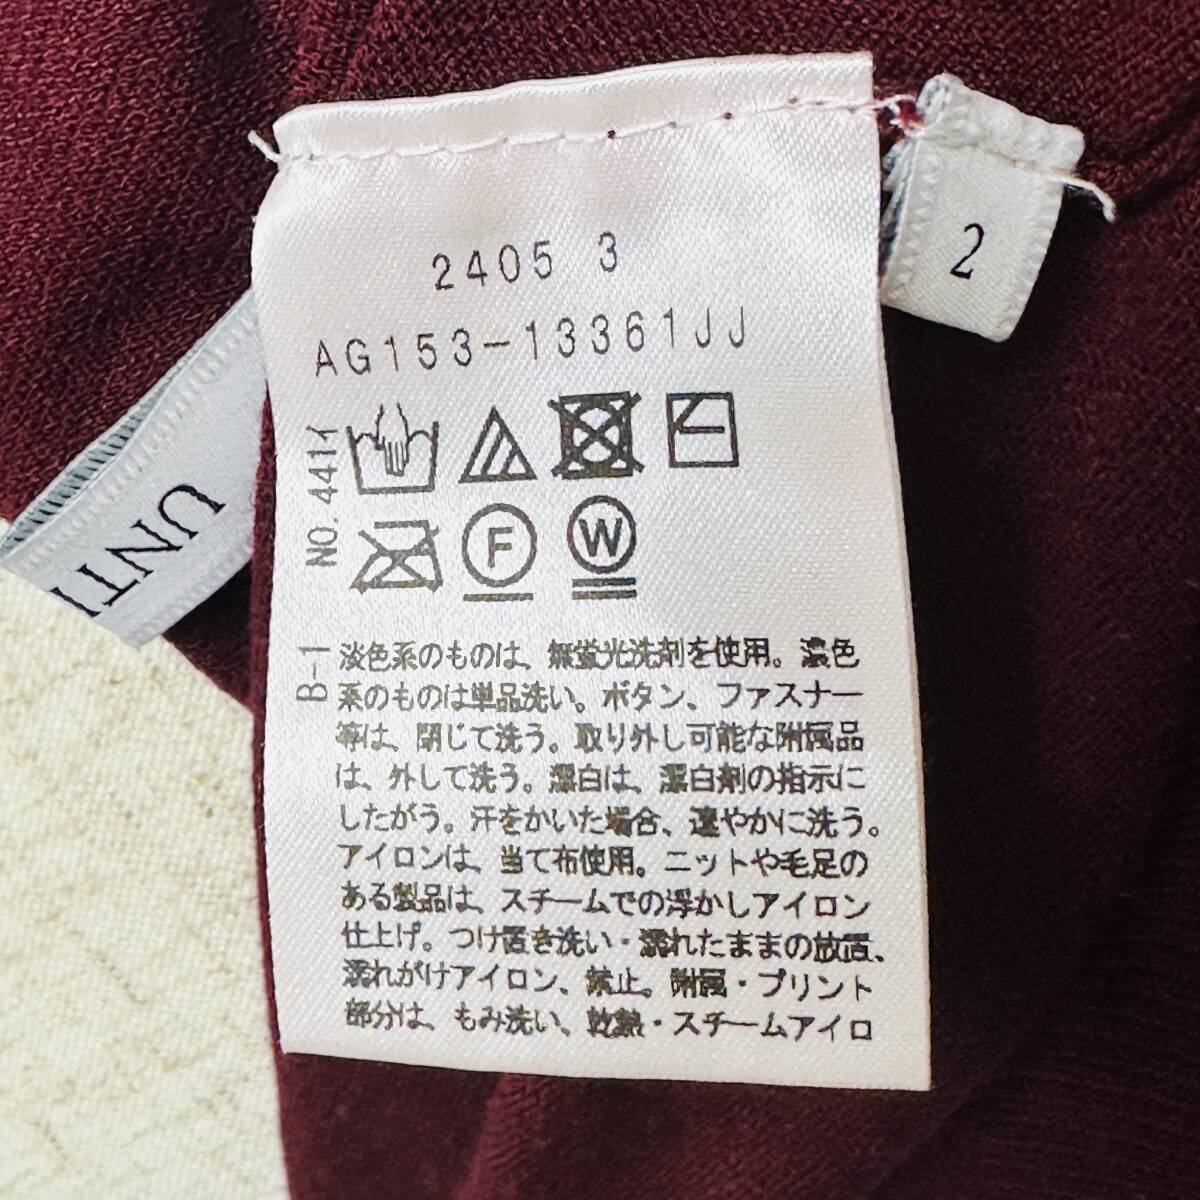 2405 3
AG153-13361JJ
2
NO.4411
F
W
UNTI
B-1
淡色系のものは、無蛍光洗剤を使用。濃色
系のものは単品洗い。ボタン、ファスナー
等は、閉じて洗う。取り外し可能な附属品
は、外して洗う。漂白は、漂白剤の指示に
したがう。汗をかいた場合、速やかに洗う。
アイロンは、当て布使用。ニットや毛足の
ある製品は、スチームでの浮かしアイロン
仕上げ。つけ置き洗い・濡れたままの放置、
濡れがけアイロン、禁止。附属・プリント
部分は、もみ洗い、乾熱・スチームアイロ